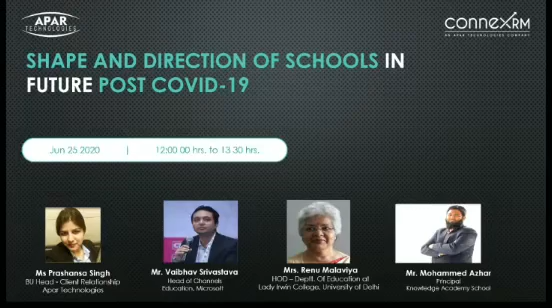 APAR
TECHNOLOGIES
connexRM
AN APAR TECHNOLOGIES COMPANY
SHAPE AND DIRECTION OF SCHOOLS IN
FUTURE POST COVID-19
Jun 25 2020 | 12:00 00 hrs. to 13 30 hrs.
Ms Prashansa Singh
BU Head - Client Relationship
Apar Technologies
Mr. Vaibhav Srivastava
Head of Channels
Education, Microsoft
Mrs. Renu Malaviya
HOD – Deptt. Of Education at
Lady Irwin College, University of Delhi
Mr. Mohammed Azhar
Principal
Knowledge Academy School